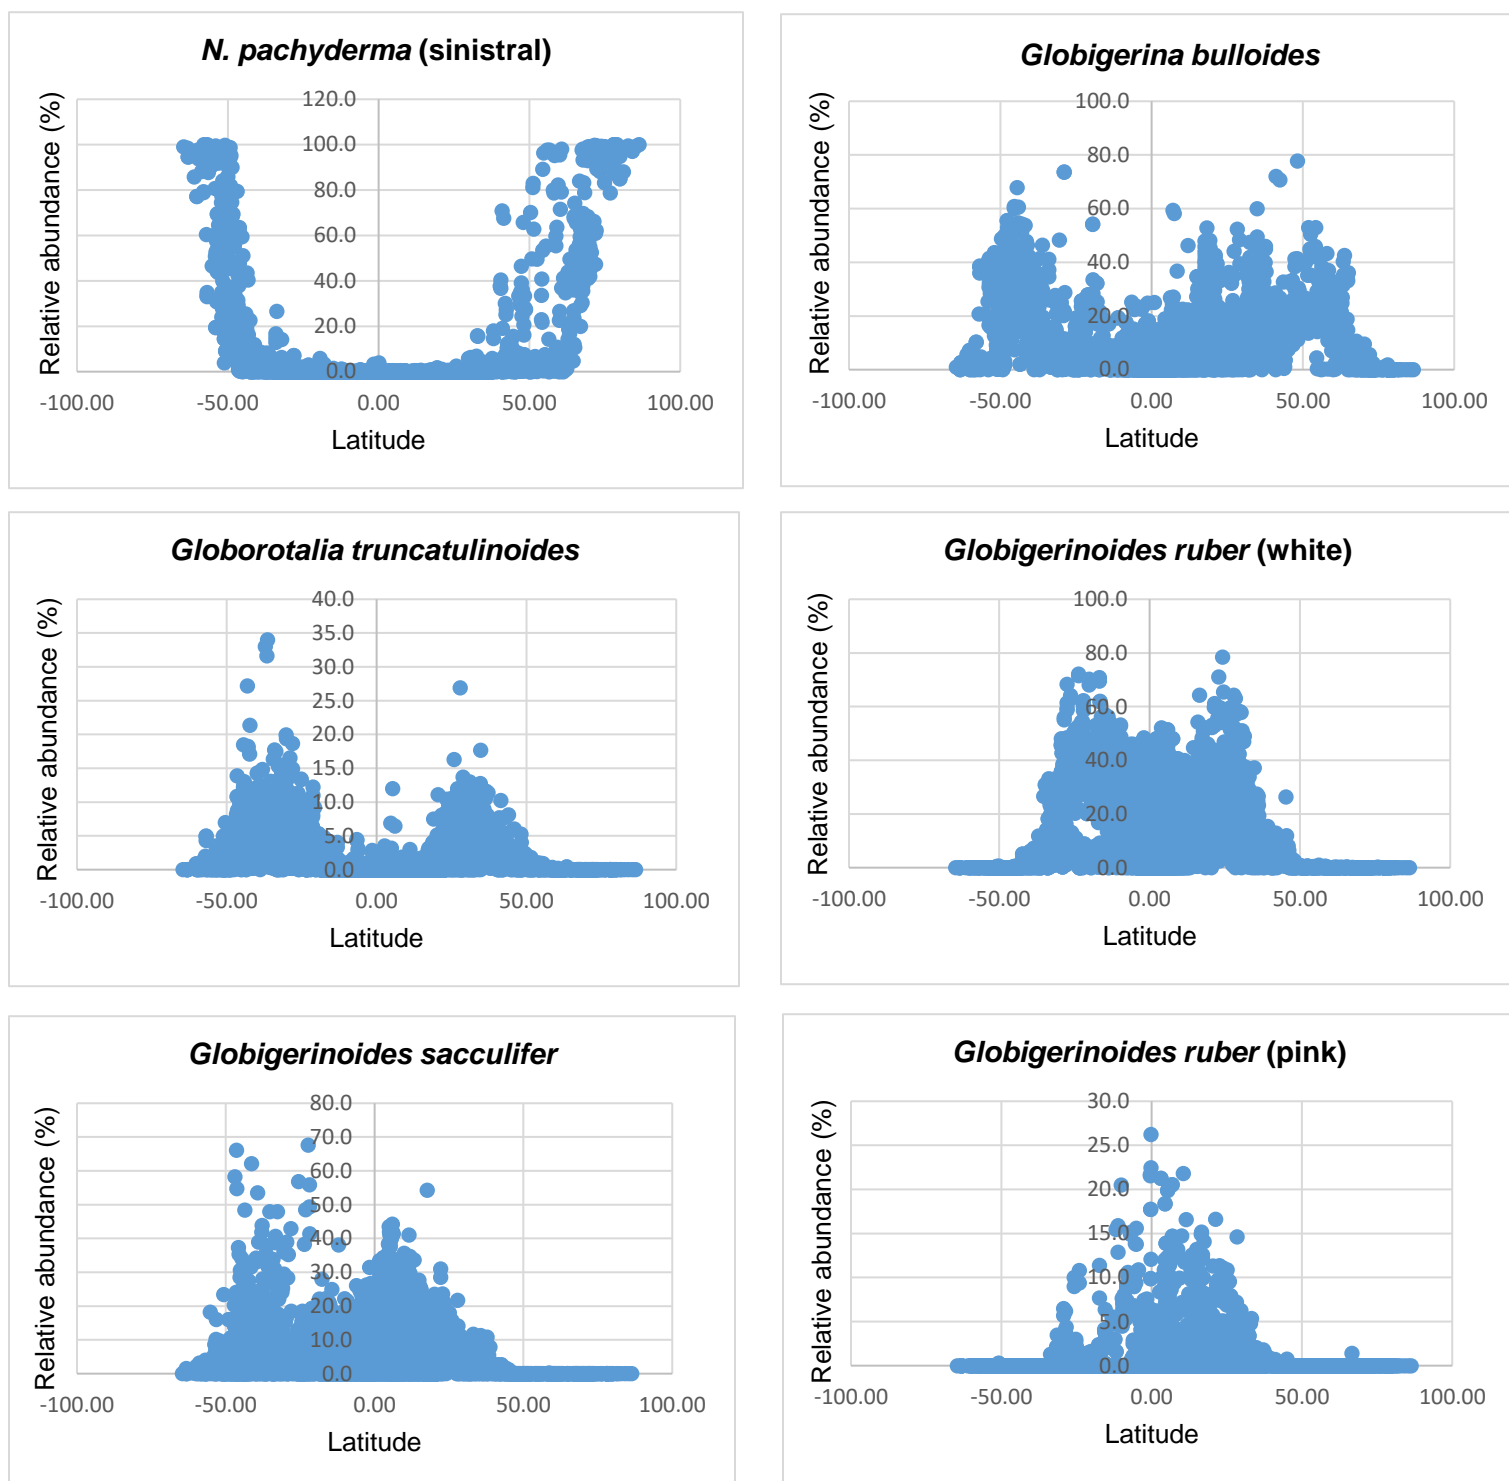 N. pachyderma (sinistral)
Relative abundance (%)
120.0
100.0
80.0
60.0
40.0
20.0
0.0
-100.00 -50.00 0.00 50.00 100.00
Latitude
Globigerina bulloides
Relative abundance (%)
100.0
80.0
60.0
40.0
20.0
0.0
-100.00 -50.00 0.00 50.00 100.00
Latitude
Globorotalia truncatulinoides
Relative abundance (%)
40.0
35.0
30.0
25.0
20.0
15.0
10.0
5.0
0.0
-100.00 -50.00 0.00 50.00 100.00
Latitude
Globigerinoides ruber (white)
Relative abundance (%)
100.0
80.0
60.0
40.0
20.0
0.0
-100.00 -50.00 0.00 50.00 100.00
Latitude
Globigerinoides sacculifer
Relative abundance (%)
80.0
70.0
60.0
50.0
40.0
30.0
20.0
10.0
0.0
-100.00 -50.00 0.00 50.00 100.00
Latitude
Globigerinoides ruber (pink)
Relative abundance (%)
30.0
25.0
20.0
15.0
10.0
5.0
0.0
-100.00 -50.00 0.00 50.00 100.00
Latitude